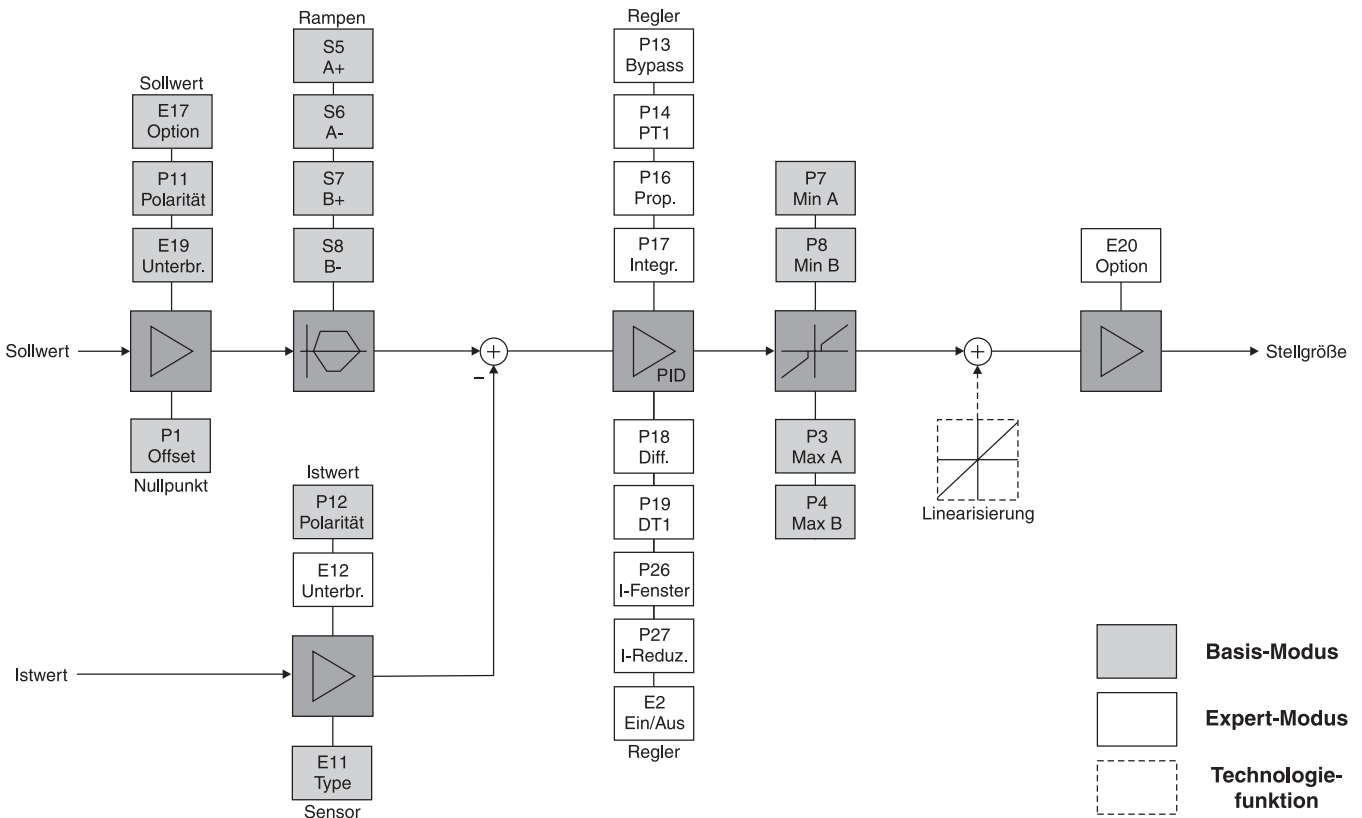 Rampen
S5
A+
S6
A-
S7
B+
S8
B-
Sollwert
E17
Option
P11
Polarität
E19
Unterbr.
Sollwert
P1
Offset
Nullpunkt
Istwert
P12
Polarität
E12
Unterbr.
Istwert
E11
Type
Sensor
+
–
Regler
P13
Bypass
P14
PT1
P16
Prop.
P17
Integr.
PID
P18
Diff.
P19
DT1
P26
I-Fenster
P27
I-Reduz.
E2
Ein/Aus
Regler
P7
Min A
P8
Min B
P3
Max A
P4
Max B
+
Linearisierung
E20
Option
Stellgröße
Basis-Modus
Expert-Modus
Technologie-
funktion